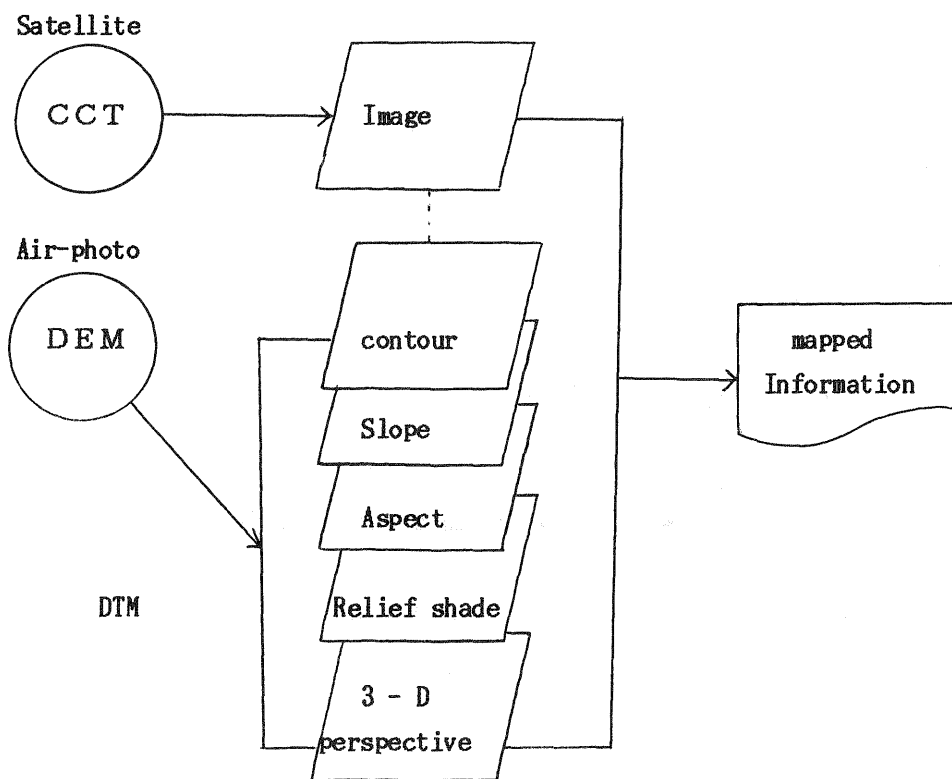 Satellite
CCT
Image
Air-photo
DEM
contour
mapped
Information
Slope
Aspect
DTM
Relief shade
3 - D
perspective